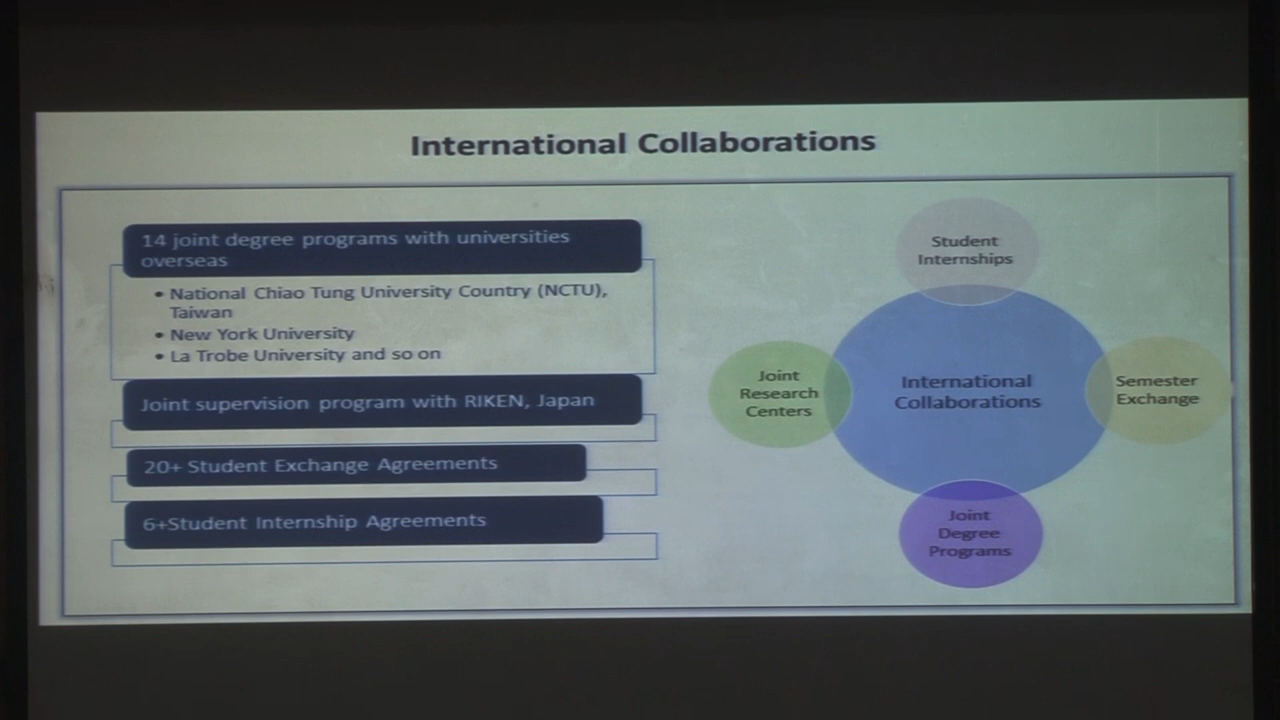 International Collaborations
14 joint degree programs with universities
overseas
• National Chiao Tung University Country (NCTU),
Taiwan
• New York University
• La Trobe University and so on
Joint supervision program with RIKEN, Japan
20+ Student Exchange Agreements
6+Student Internship Agreements
Student
Internships
Joint
Research
Centers
International
Collaborations
Semester
Exchange
Joint
Degree
Programs